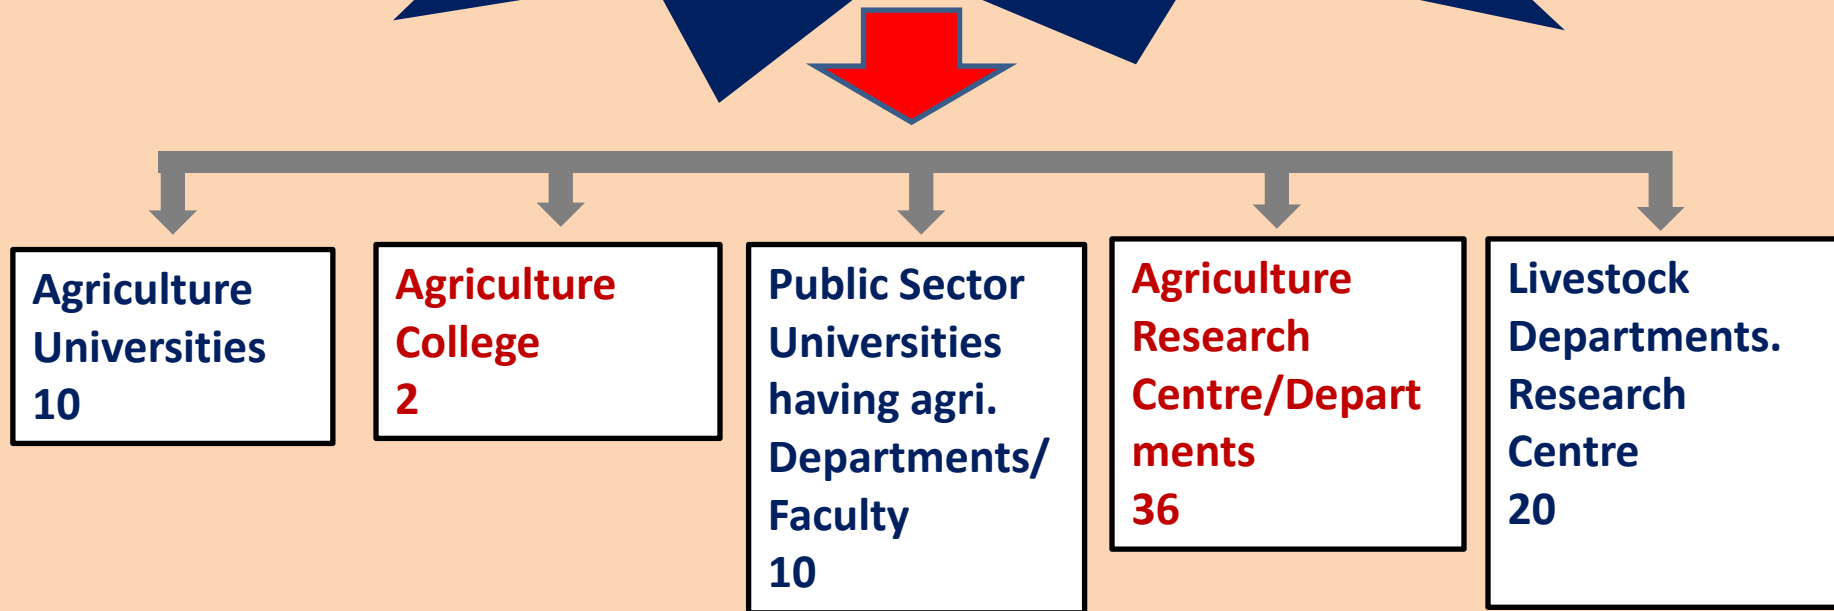 Agriculture
Universities
10
Agriculture
College
2
Public Sector
Universities
having agri.
Departments/
Faculty
10
Agriculture
Research
Centre/Depart
ments
36
Livestock
Departments.
Research
Centre
20